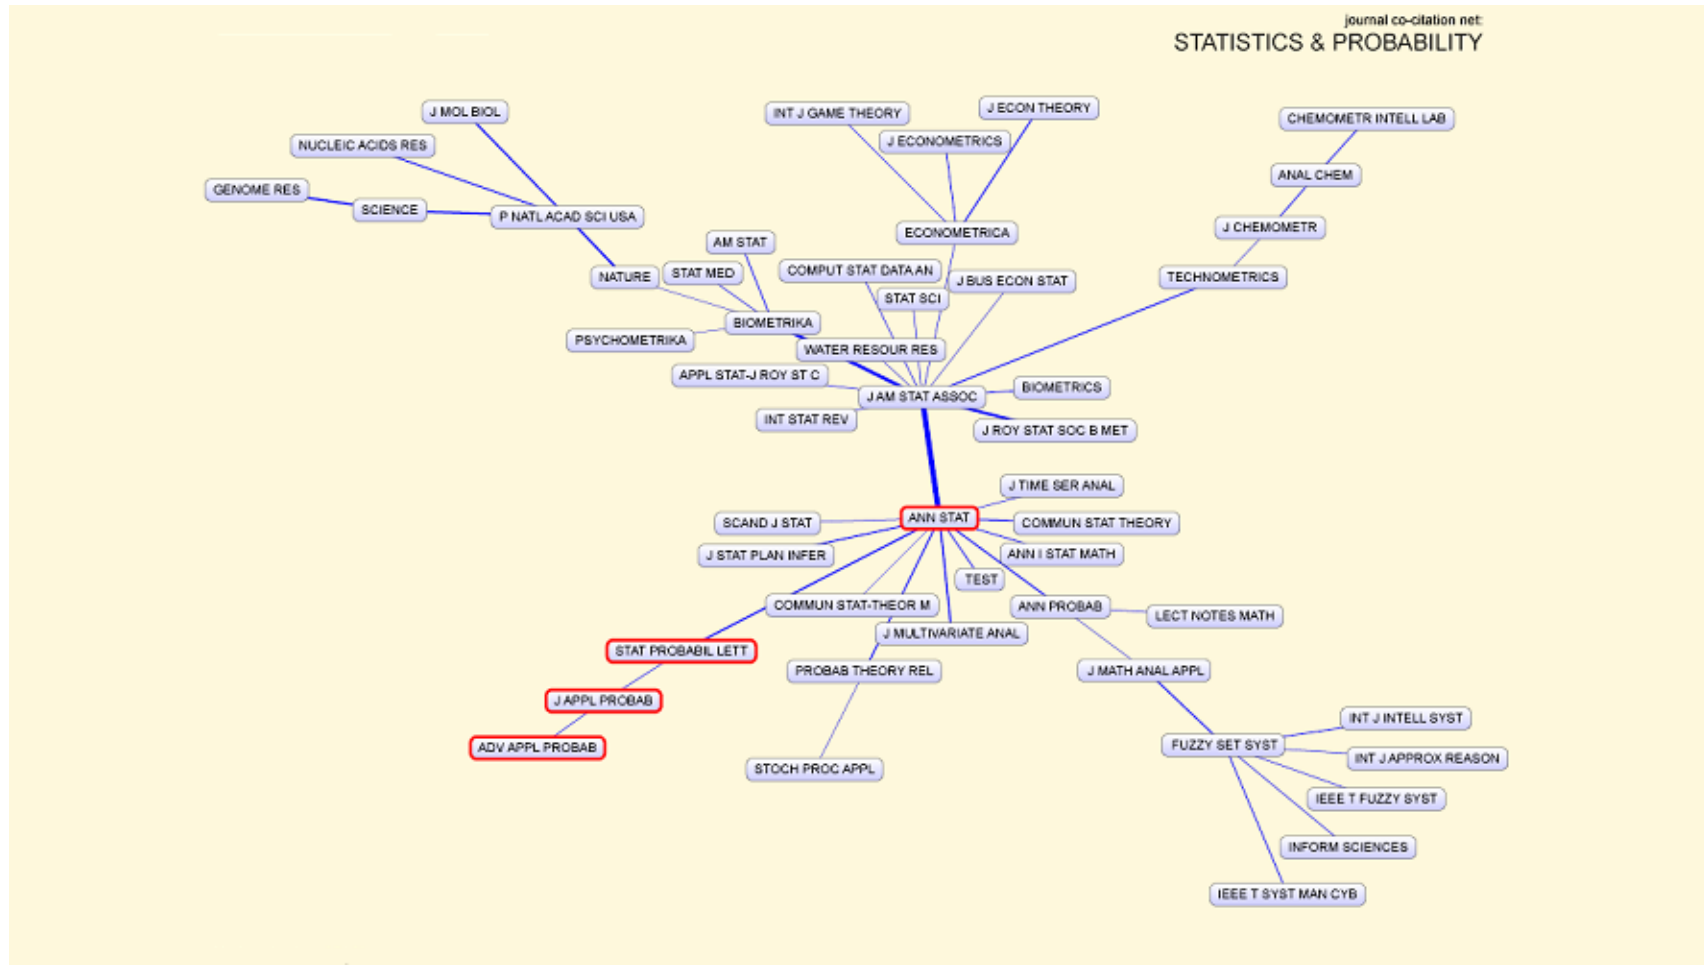 journal co-citation net:
STATISTICS & PROBABILITY
J MOL BIOL
INT J GAME THEORY
J ECON THEORY
CHEMOMETR INTELL LAB
NUCLEIC ACIDS RES
J ECONOMETRICS
ANAL CHEM
GENOME RES
SCIENCE
P NATL ACAD SCI USA
J CHEMOMETR
ECONOMETRICA
AM STAT
NATURE
STAT MED
COMPUT STAT DATA AN
J BUS ECON STAT
TECHNOMETRICS
STAT SCI
BIOMETRIKA
PSYCHOMETRIKA
WATER RESOUR RES
APPL STAT-J ROY ST C
J AM STAT ASSOC
BIOMETRICS
INT STAT REV
J ROY STAT SOC B MET
J TIME SER ANAL
SCAND J STAT
ANN STAT
COMMUN STAT THEORY
J STAT PLAN INFER
ANN I STAT MATH
TEST
COMMUN STAT-THEOR M
ANN PROBAB
LECT NOTES MATH
J MULTIVARIATE ANAL
STAT PROBABIL LETT
PROBAB THEORY REL
J MATH ANAL APPL
J APPL PROBAB
INT J INTELL SYST
ADV APPL PROBAB
FUZZY SET SYST
INT J APPROX REASON
STOCH PROC APPL
IEEE T FUZZY SYST
INFORM SCIENCES
IEEE T SYST MAN CYB